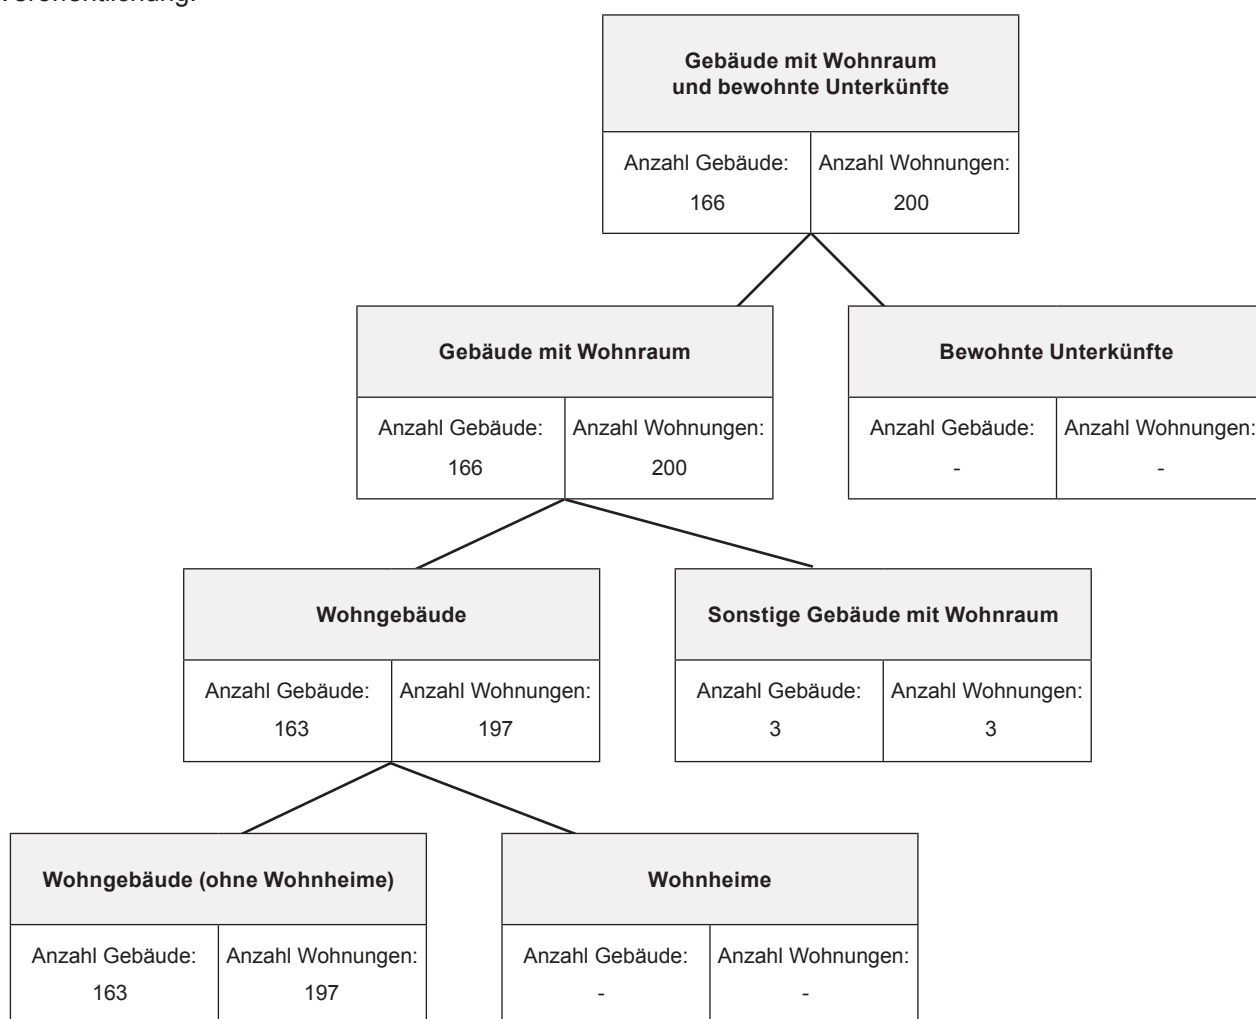 Veröffentlichung.
Gebäude mit Wohnraum
und bewohnte Unterkünfte
Anzahl Gebäude:
166
Anzahl Wohnungen:
200
Gebäude mit Wohnraum
Anzahl Gebäude:
166
Anzahl Wohnungen:
200
Bewohnte Unterkünfte
Anzahl Gebäude:
-
Anzahl Wohnungen:
-
Wohngebäude
Anzahl Gebäude:
163
Anzahl Wohnungen:
197
Sonstige Gebäude mit Wohnraum
Anzahl Gebäude:
3
Anzahl Wohnungen:
3
Wohngebäude (ohne Wohnheime)
Anzahl Gebäude:
163
Anzahl Wohnungen:
197
Wohnheime
Anzahl Gebäude:
-
Anzahl Wohnungen:
-